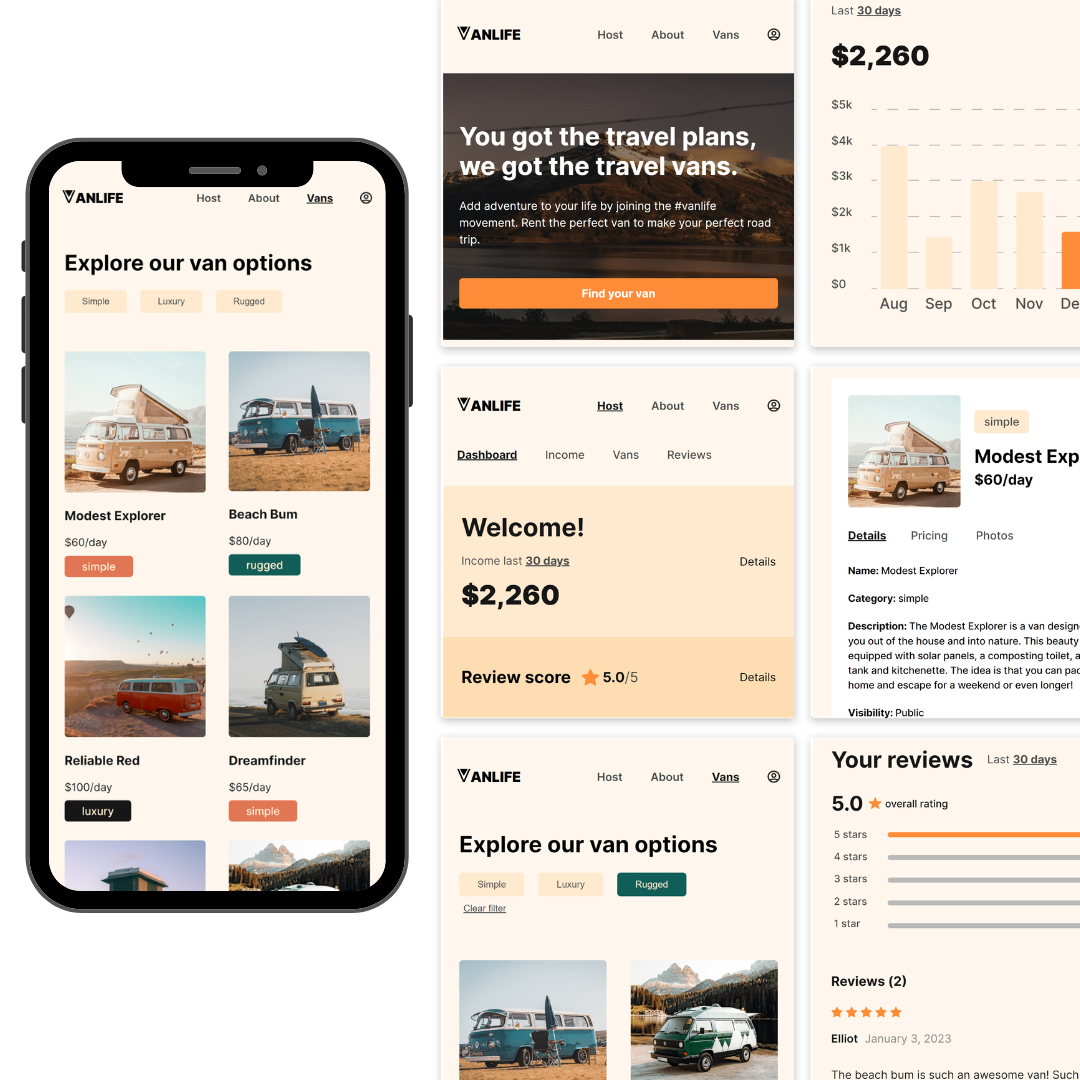 VANLIFE
Host About Vans
Explore our van options
Simple Luxury Rugged
Modest Explorer
$60/day
simple
Beach Bum
$80/day
rugged
Reliable Red
$100/day
luxury
Dreamfinder
$65/day
simple
VANLIFE
Host About Vans
You got the travel plans,
we got the travel vans.
Add adventure to your life by joining the #vanlife
movement. Rent the perfect van to make your perfect road
trip.
Find your van
Last 30 days
$2,260
$5k
$4k
$3k
$2k
$1k
$0
Aug Sep Oct Nov De
VANLIFE
Host About Vans
Dashboard Income Vans Reviews
Welcome!
Income last 30 days
Details
$2,260
Review score 5.0/5
Details
simple
Modest Exp
$60/day
Details Pricing Photos
Name: Modest Explorer
Category: simple
Description: The Modest Explorer is a van designe
you out of the house and into nature. This beauty
equipped with solar panels, a composting toilet, a
tank and kitchenette. The idea is that you can pac
home and escape for a weekend or even longer!
Visibility: Public
VANLIFE
Host About Vans
Explore our van options
Simple Luxury Rugged
Clear filter
Your reviews Last 30 days
5.0 overall rating
5 stars
4 stars
3 stars
2 stars
1 star
Reviews (2)
Elliot January 3, 2023
The beach bum is such an awesome van! Such